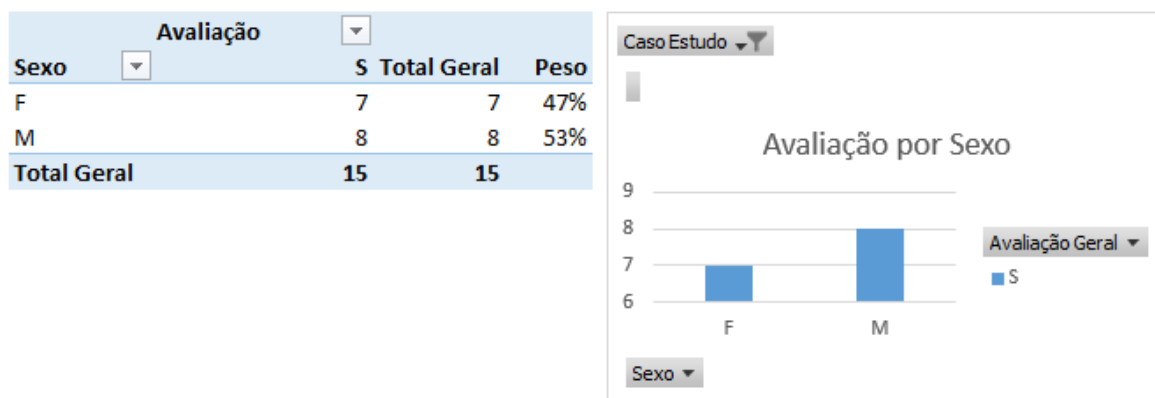 Avaliação
Sexo S Total Geral Peso
F 7 7 47%
M 8 8 53%
Total Geral 15 15
Caso Estudo
Avaliação por Sexo
9
8
7
6
F M
Avaliação Geral
S
Sexo